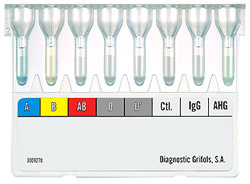 A B AB D D' Ctl. IgG AHG
3009278 Diagnostic Grifols, S.A.